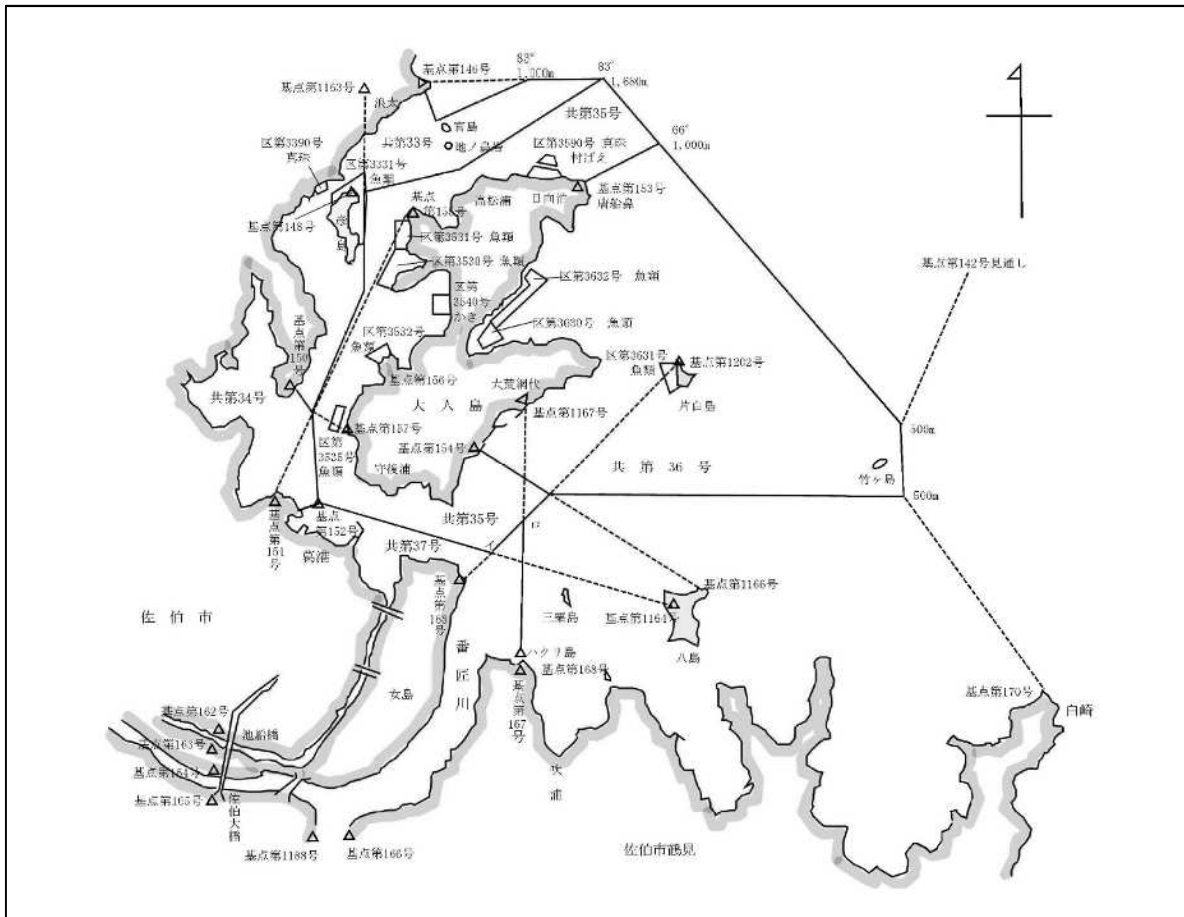 83°
1,000m
83°
1,680m
基点第146号
基点第1163号
浪太
共第35号
66°
1,000m
共第33号
地ノ島岩
区第3390号
真珠
区第3590号 真珠
村ばえ
区第3331号
魚類
基点第153号
唐船鼻
日向泊
高松浦
基点第148号
基点
第158号
区第3531号 魚類
区第3530号 魚類
区第
3540号
かき
区第3632号 魚類
区第3630号 魚類
基点第142号見通し
基点第150号
区第3532号
魚類
区第3631号
魚類
基点第1202号
片白島
基点第156号
大荒網代
大入島
基点第1167号
共第34号
基点第157号
基点第154号
区第
3525号
魚類
守後浦
共第36号
500m
竹ヶ島
500m
基点第151号
基点
第152号
葛港
共第35号
共第37号
ロ
イ
基点第169号
基点第1166号
基点第1164号
八島
三栗島
佐伯市
番匠川
女島
ハクリ島
基点第168号
基点第167号
基点第170号
白崎
基点第162号
池船橋
基点第163号
基点第164号
基点第165号
佐伯大橋
吹浦
基点第1188号
基点第166号
佐伯市鶴見